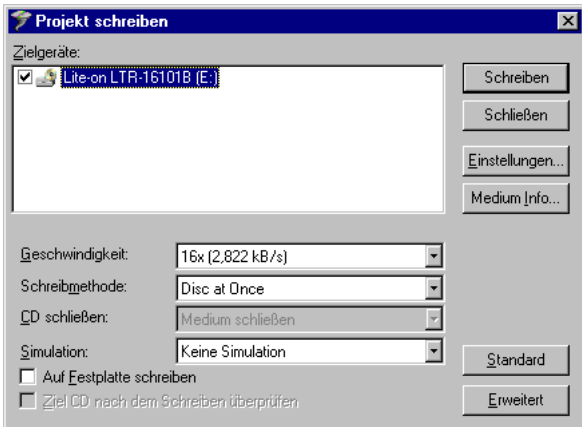 Projekt schreiben
Zielgeräte:
Lite-on LTR-16101B (E:)
Schreiben
Schließen
Einstellungen...
Medium Info...
Geschwindigkeit: 16x (2,822 kB/s)
Schreibmethode: Disc at Once
CD schließen: Medium schließen
Simulation: Keine Simulation
Auf Festplatte schreiben
Ziel CD nach dem Schreiben überprüfen
Standard
Erweitert